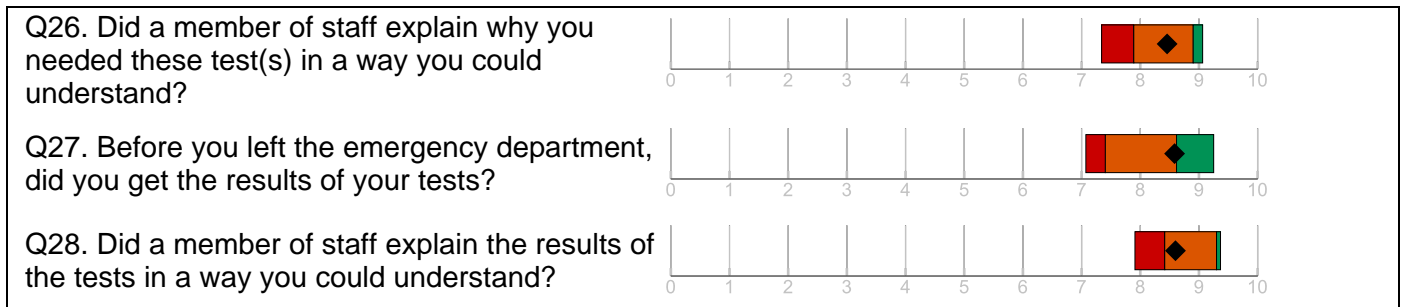 Q26. Did a member of staff explain why you
needed these test(s) in a way you could
understand?
0 1 2 3 4 5 6 7 8 9 10
Q27. Before you left the emergency department,
did you get the results of your tests?
0 1 2 3 4 5 6 7 8 9 10
Q28. Did a member of staff explain the results of
the tests in a way you could understand?
0 1 2 3 4 5 6 7 8 9 10